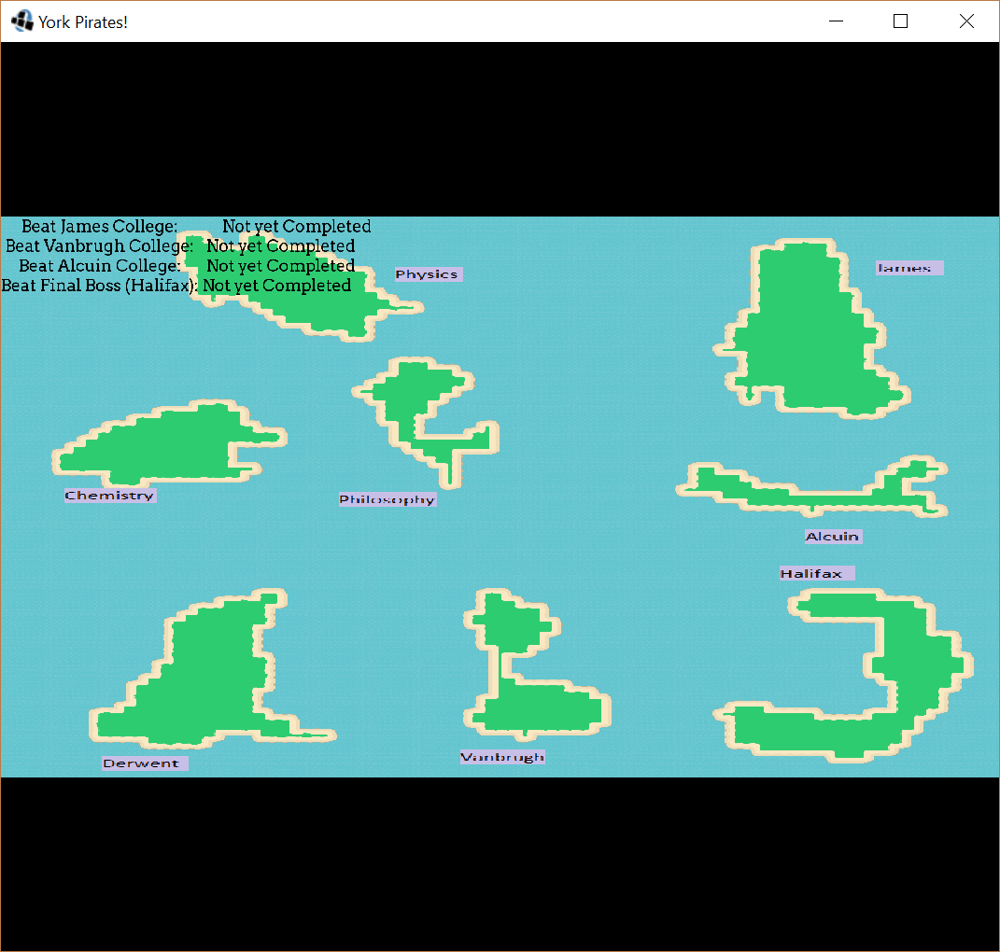 York Pirates!
Beat James College: Not yet Completed
Beat Vanbrugh College: Not yet Completed
Beat Alcuin College: Not yet Completed
Beat Final Boss (Halifax): Not yet Completed
Physics
James
Chemistry
Philosophy
Alcuin
Halifax
Derwent
Vanbrugh